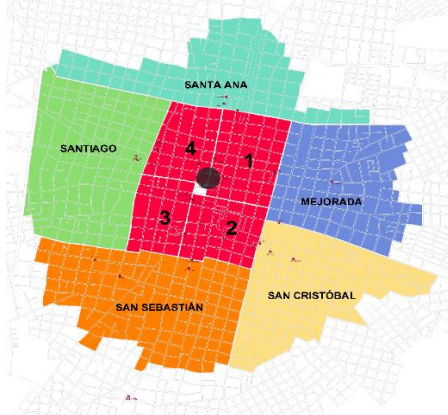 SANTA ANA
SANTIAGO
4
1
MEJORADA
3
2
SAN CRISTÓBAL
SAN SEBASTIÁN